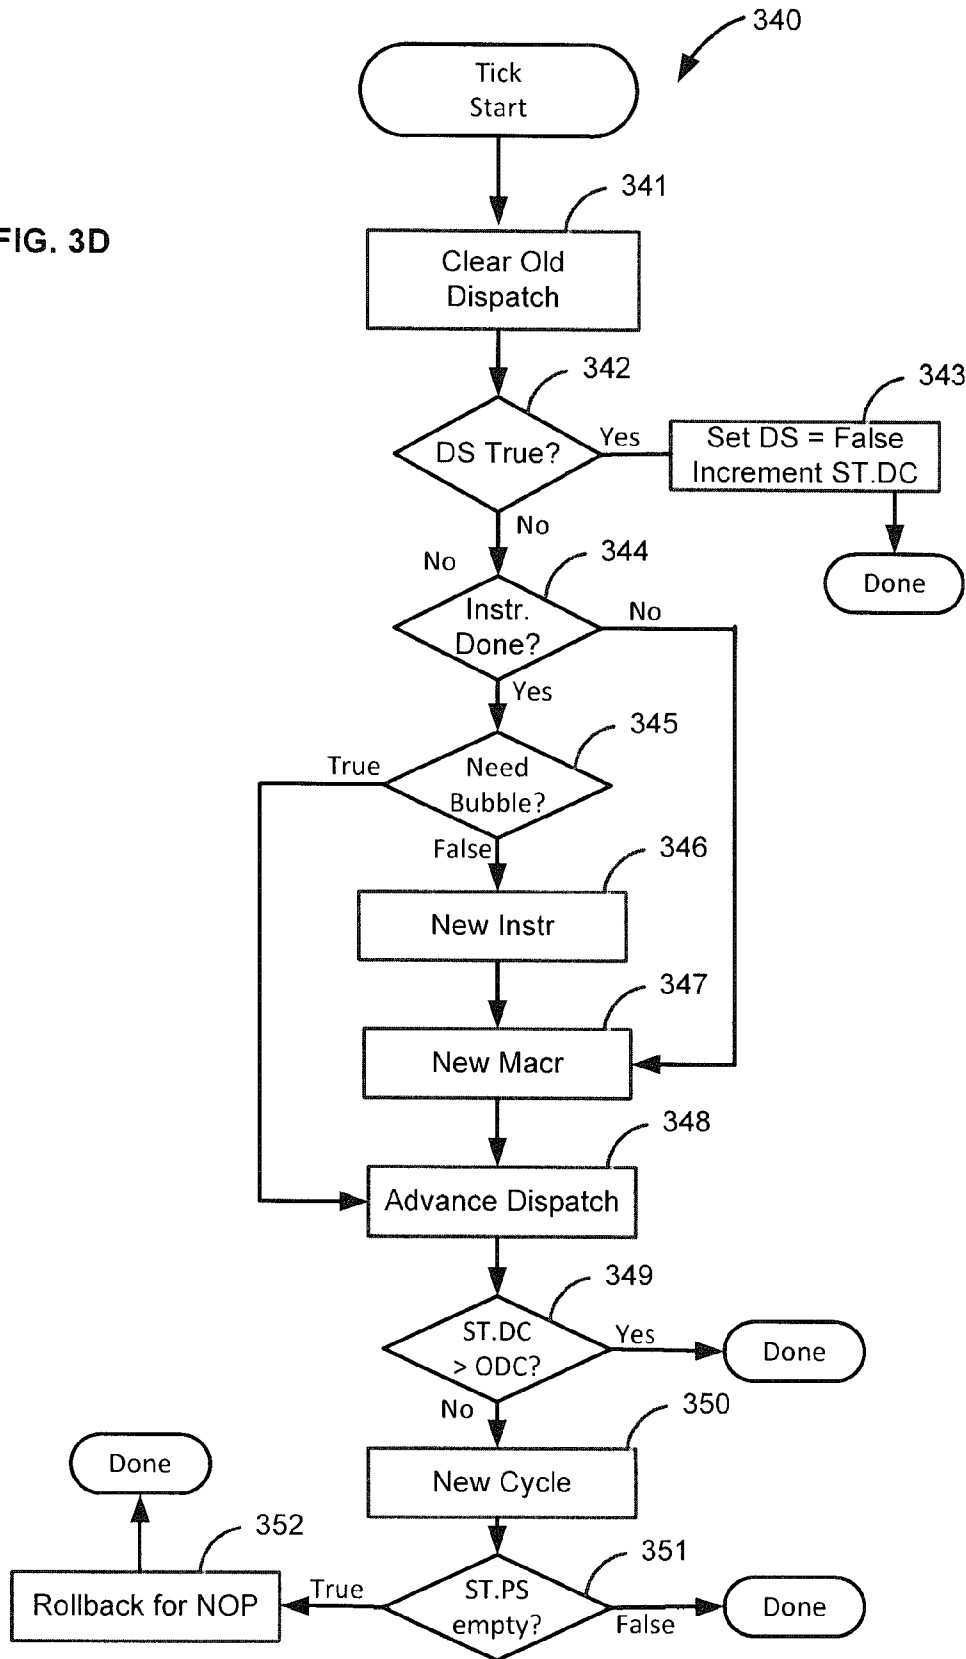 340
Tick
Start
341
FIG. 3D
Clear Old
Dispatch
342
343
DS True?
Yes
Set DS = False
Increment ST.DC
No
No
344
Done
Instr.
Done?
No
Yes
345
True
Need
Bubble?
False
346
New Instr
347
New Macr
348
Advance Dispatch
349
ST.DC
> ODC?
Yes
Done
No
350
Done
New Cycle
352
351
Rollback for NOP
True
ST.PS
empty?
False
Done